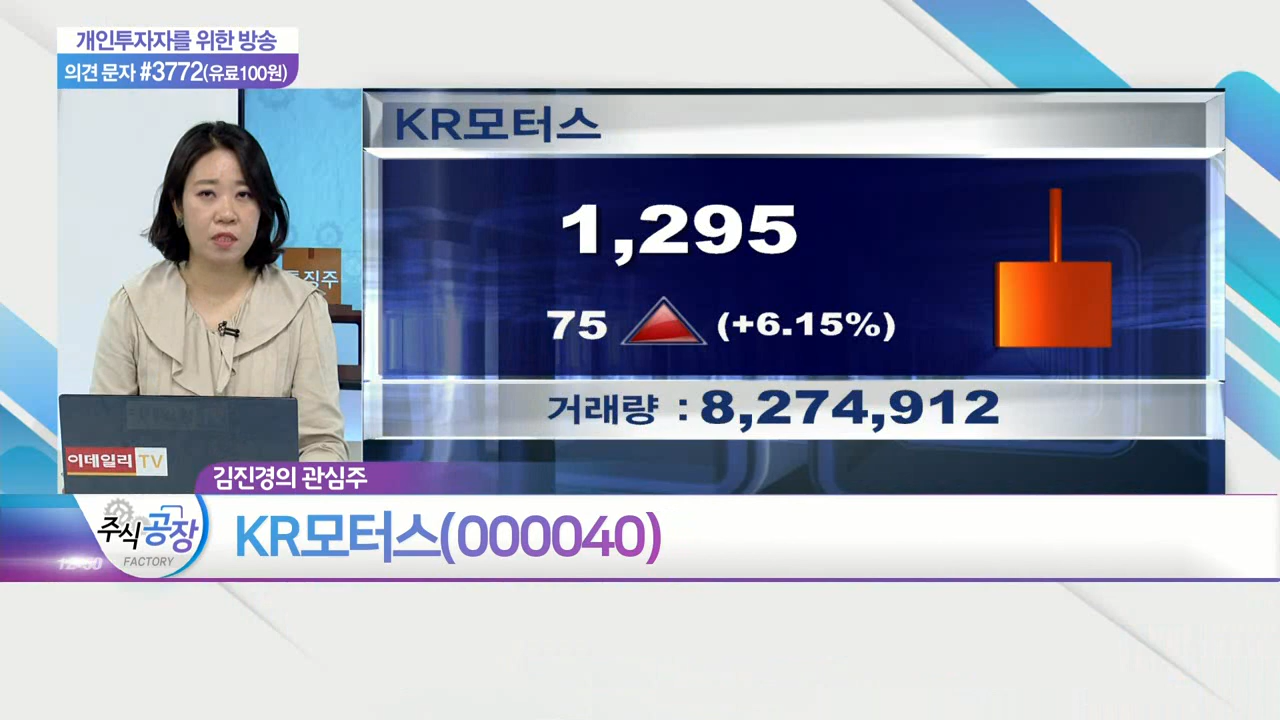 개인투자자를 위한 방송
의견 문자 #3772(유료100원)
KR모터스
1,295
75 (+6.15%)
거래량 : 8,274,912
징주
이데일리 TV
김진경의 관심주
주식공장
FACTORY
KR모터스(000040)